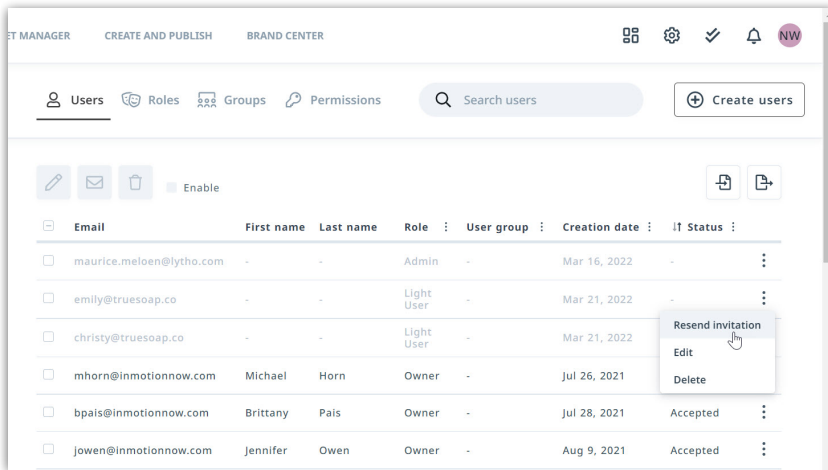 ET MANAGER CREATE AND PUBLISH BRAND CENTER NW
Users Roles Groups Permissions Search users Create users
Enable
Email First name Last name Role User group Creation date Status
maurice.meloen@lytho.com - - Admin - Mar 16, 2022 -
emily@truesoap.co - - Light User - Mar 21, 2022 -
christy@truesoap.co - - Light User - Mar 21, 2022
Resend invitation
Edit
Delete
mhorn@inmotionnow.com Michael Horn Owner - Jul 26, 2021
bpais@inmotionnow.com Brittany Pais Owner - Jul 28, 2021 Accepted
jowen@inmotionnow.com Jennifer Owen Owner - Aug 9, 2021 Accepted